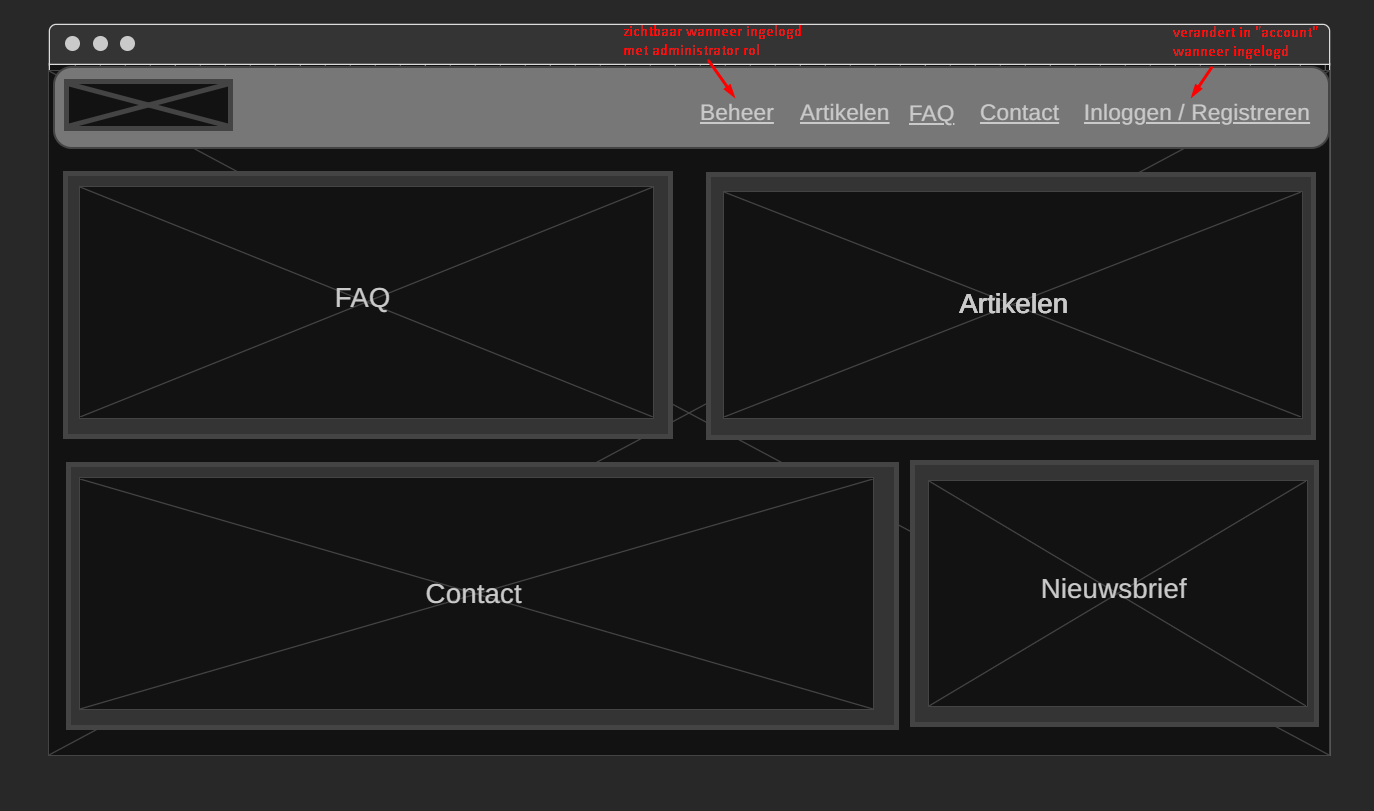 zichtbaar wanneer ingelogd
met administrator rol
verandert in "account"
wanneer ingelogd
Beheer Artikelen FAQ Contact Inloggen / Registreren
FAQ
Artikelen
Contact
Nieuwsbrief